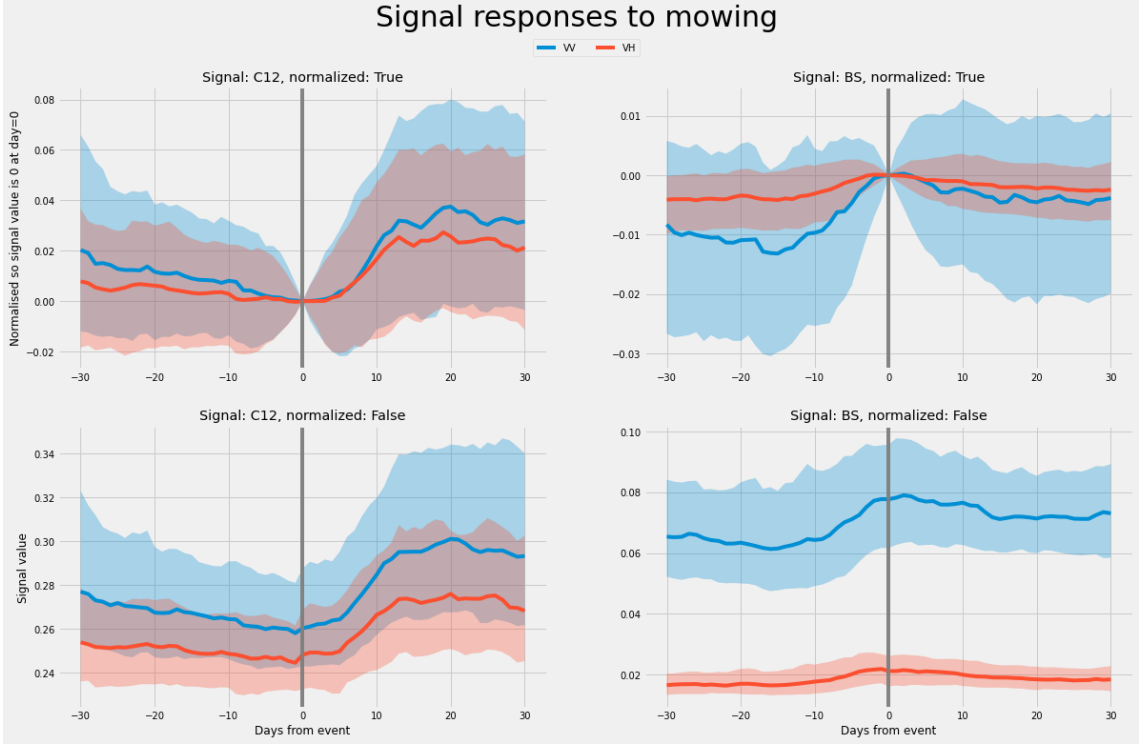 Signal responses to mowing
VV VH
Signal: C12, normalized: True
Normalised so signal value is 0 at day=0
0.08
0.06
0.04
0.02
0.00
−0.02
−30 −20 −10 0 10 20 30
Signal: BS, normalized: True
0.01
0.00
−0.01
−0.02
−0.03
−30 −20 −10 0 10 20 30
Signal: C12, normalized: False
Signal value
0.34
0.32
0.30
0.28
0.26
0.24
−30 −20 −10 0 10 20 30
Days from event
Signal: BS, normalized: False
0.10
0.08
0.06
0.04
0.02
−30 −20 −10 0 10 20 30
Days from event